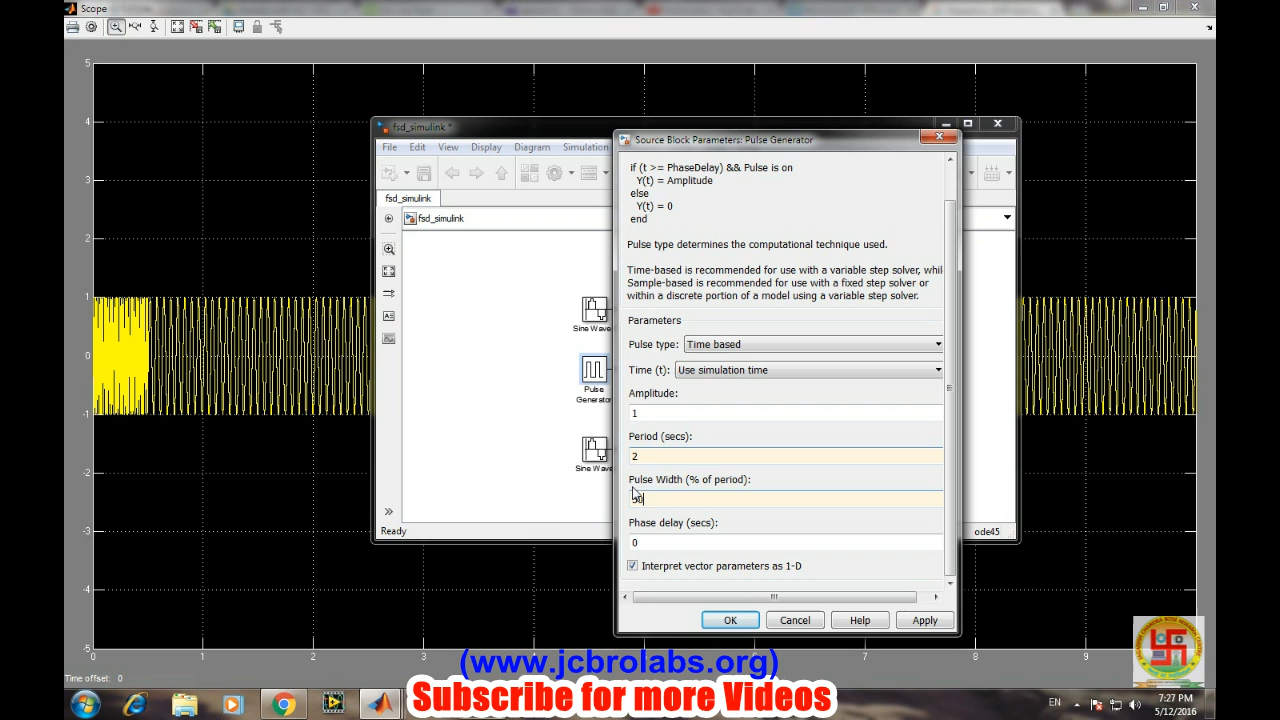 Scope
5
4
3
2
1
0
-1
-2
-3
-4
-5
0
1
2
3
4
7
8
9
Time offset: 0
fsd_simulink *
File Edit View Display Diagram Simulation
fsd_simulink
fsd_simulink
Sine Wave
Pulse
Generator
Sine Wave
Ready
ode45
Source Block Parameters: Pulse Generator
if (t >= PhaseDelay) && Pulse is on
Y(t) = Amplitude
else
Y(t) = 0
end
Pulse type determines the computational technique used.
Time-based is recommended for use with a variable step solver, while
Sample-based is recommended for use with a fixed step solver or
within a discrete portion of a model using a variable step solver.
Parameters
Pulse type: Time based
Time (t): Use simulation time
Amplitude:
1
Period (secs):
2
Pulse Width (% of period):
Phase delay (secs):
0
Interpret vector parameters as 1-D
OK Cancel Help Apply
(www.jcbrolabs.org)
Subscribe for more Videos
EN
7:27 PM
5/12/2016